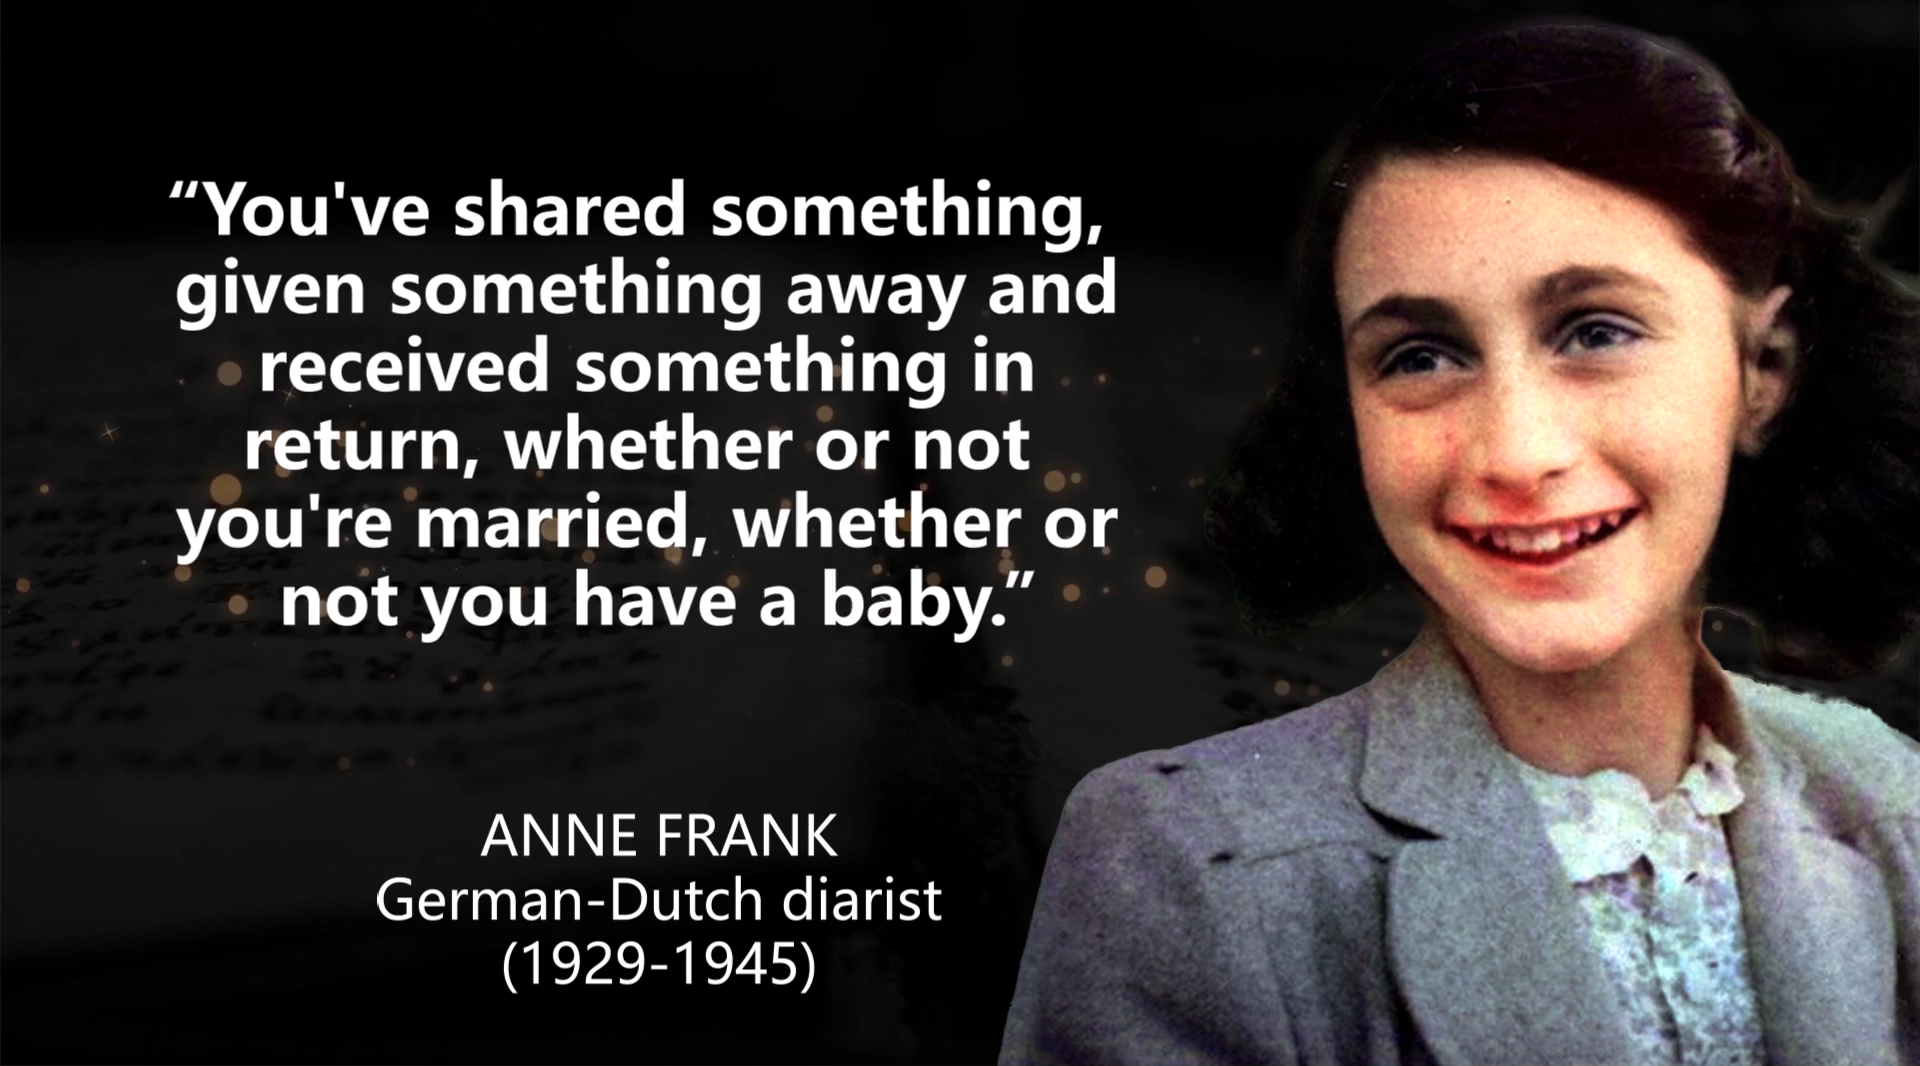 “You've shared something,
given something away and
received something in
return, whether or not
you're married, whether or
not you have a baby.”
ANNE FRANK
German-Dutch diarist
(1929-1945)